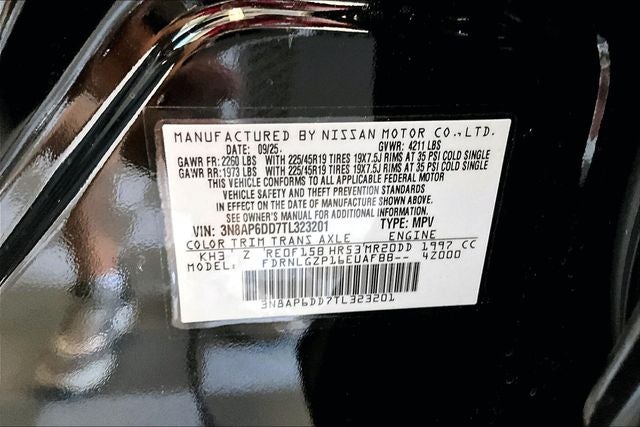 MANUFACTURED BY NISSAN MOTOR CO.,LTD.
DATE: 09/25. GVWR: 4211 LBS
GAWR FR: 2260 LBS WITH 225/45R19 TIRES 19X7.5J RIMS AT 35 PSI COLD SINGLE
GAWR RR: 1973 LBS WITH 225/45R19 TIRES 19X7.5J RIMS AT 35 PSI COLD SINGLE
THIS VEHICLE CONFORMS TO ALL APPLICABLE FEDERAL MOTOR
VEHICLE SAFETY AND THEFT PREVENTION STANDARDS
IN EFFECT ON THE DATE OF MANUFACTURE SHOWN ABOVE.
SEE OWNER'S MANUAL FOR ADDITIONAL INFORMATION.
VIN: 3N8AP6DD7TL323201 TYPE: MPV
COLOR TRIM TRANS AXLE ENGINE
KH3 Z RE0F15B HR53 MR20DD 1997 CC
MODEL: FDRNLGZP16EUAFBB-- 4Z000
3N8AP6DD7TL323201